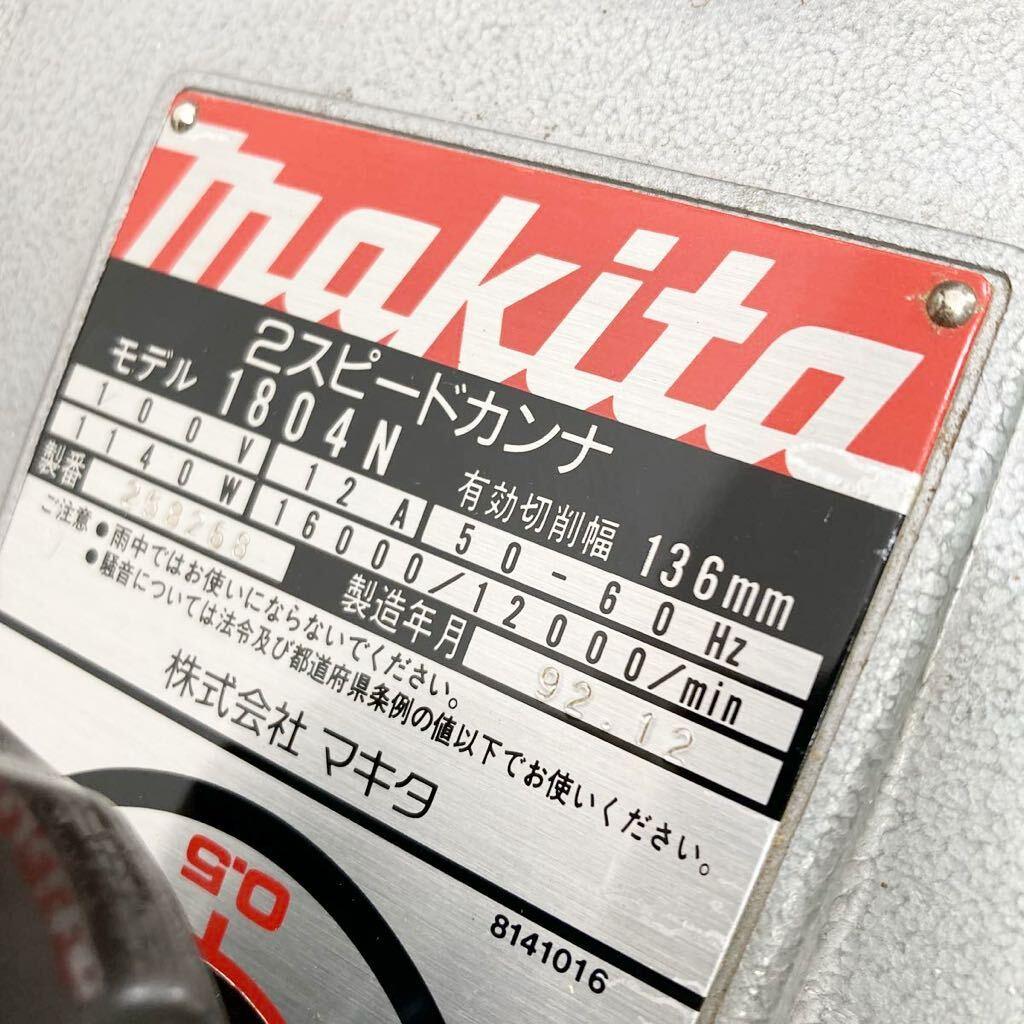 makita
2スピードカンナ
モデル 1804N 有効切削幅 136mm
100V 12A 50-60Hz
1140W 16000/12000/min
製番 258268 製造年月 92.12
ご注意 ●雨中ではお使いにならないでください。
●騒音については法令及び都道府県条例の値以下でお使いください。
株式会社 マキタ
0.5
8141016